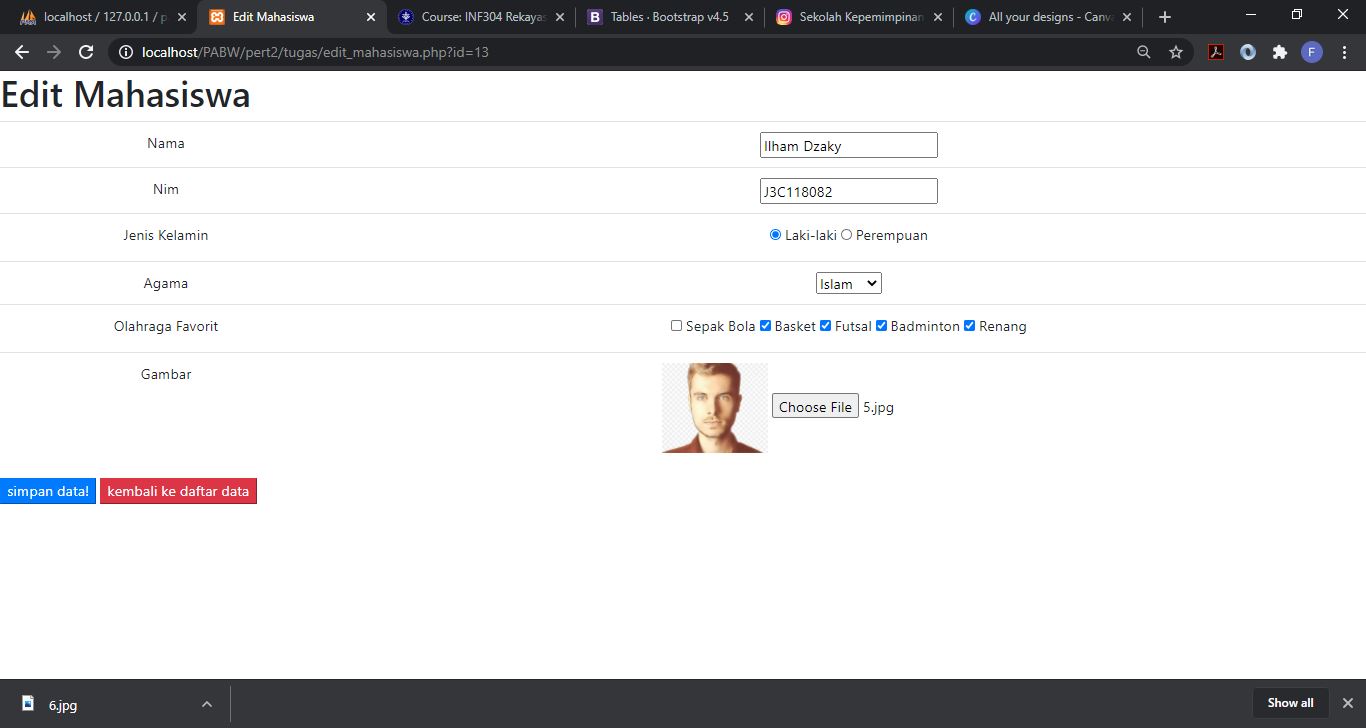 localhost / 127.0.0.1 / p
Edit Mahasiswa
Course: INF304 Rekayas
B Tables · Bootstrap v4.5
Sekolah Kepemimpinan
C All your designs - Canva
localhost/PABW/pert2/tugas/edit_mahasiswa.php?id=13
F
Edit Mahasiswa
Nama Ilham Dzaky
Nim J3C118082
Jenis Kelamin Laki-laki Perempuan
Agama Islam
Olahraga Favorit Sepak Bola Basket Futsal Badminton Renang
Gambar Choose File 5.jpg
simpan data! kembali ke daftar data
6.jpg Show all